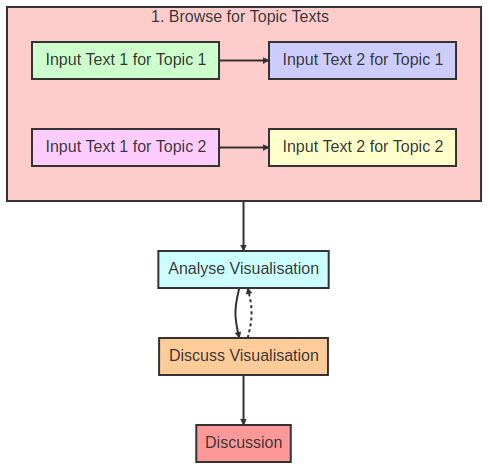 1. Browse for Topic Texts
Input Text 1 for Topic 1
Input Text 2 for Topic 1
Input Text 1 for Topic 2
Input Text 2 for Topic 2
Analyse Visualisation
Discuss Visualisation
Discussion